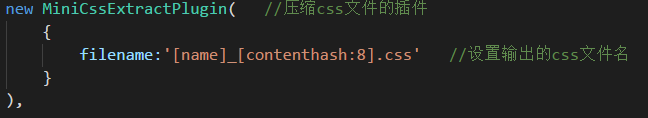 new MiniCssExtractPlugin(   //压缩css文件的插件
    {
        filename:'[name]_[contenthash:8].css'   //设置输出的css文件名
    }
),